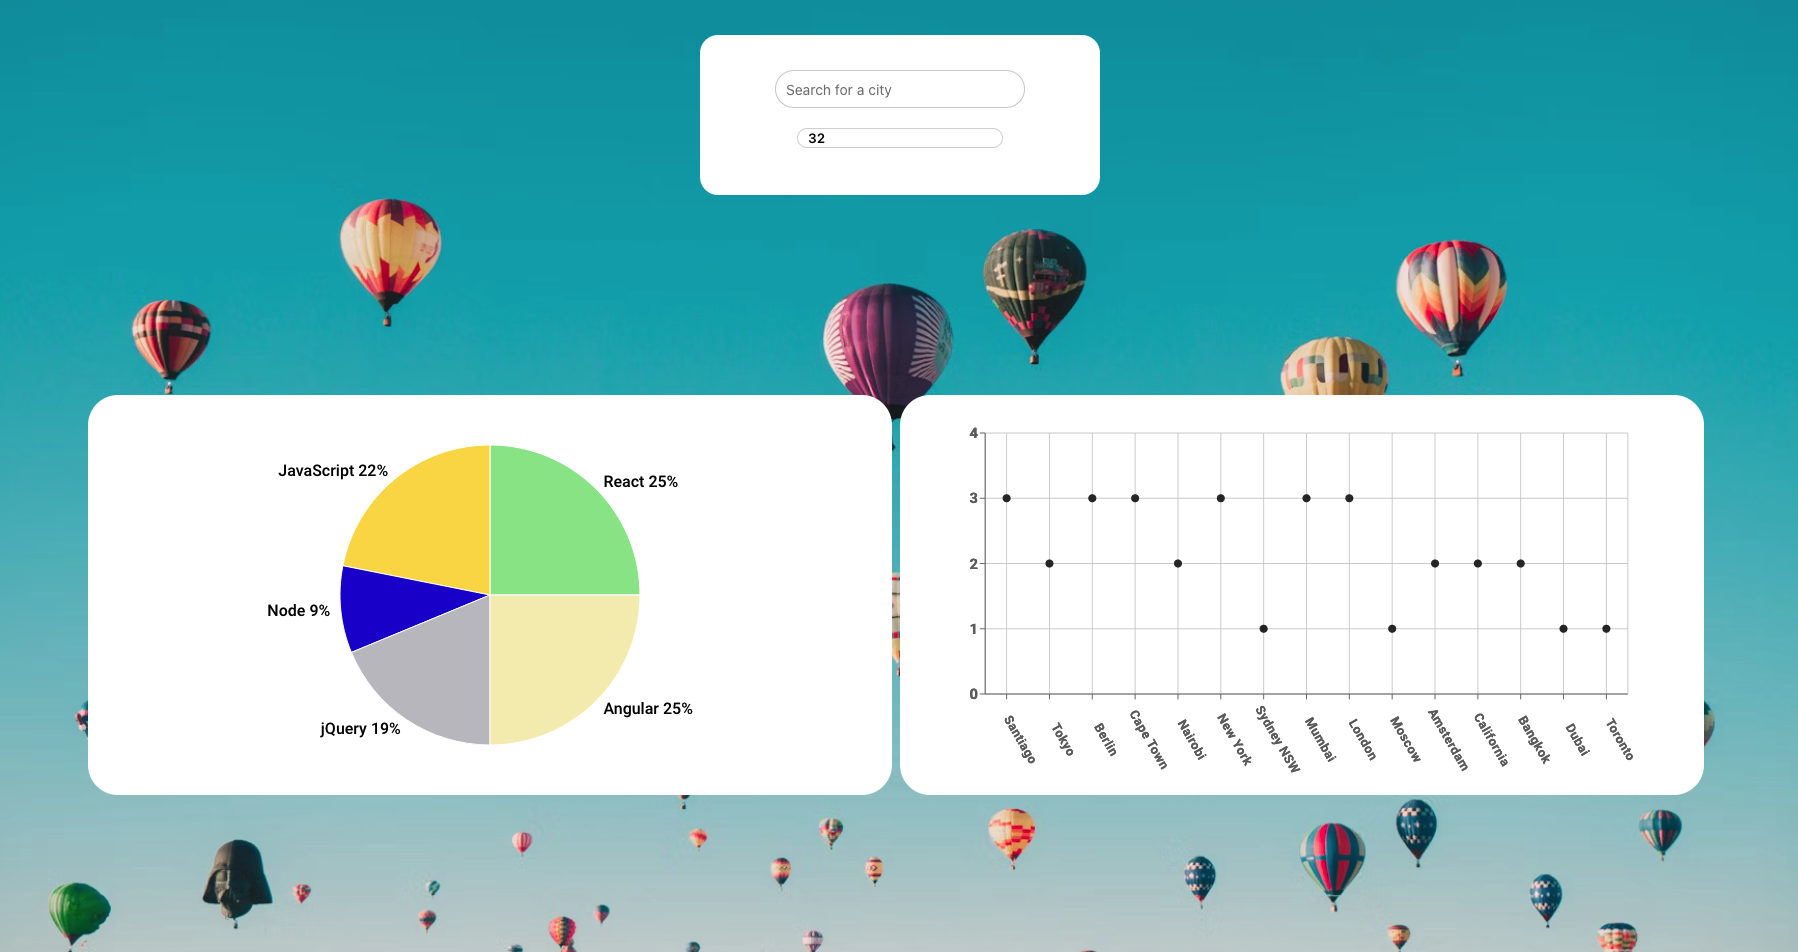 Search for a city
32
JavaScript 22%
React 25%
Node 9%
Angular 25%
jQuery 19%
4
3
2
1
0
Santiago
Tokyo
Berlin
Cape Town
Nairobi
New York
Sydney NSW
Mumbai
London
Moscow
Amsterdam
California
Bangkok
Dubai
Toronto